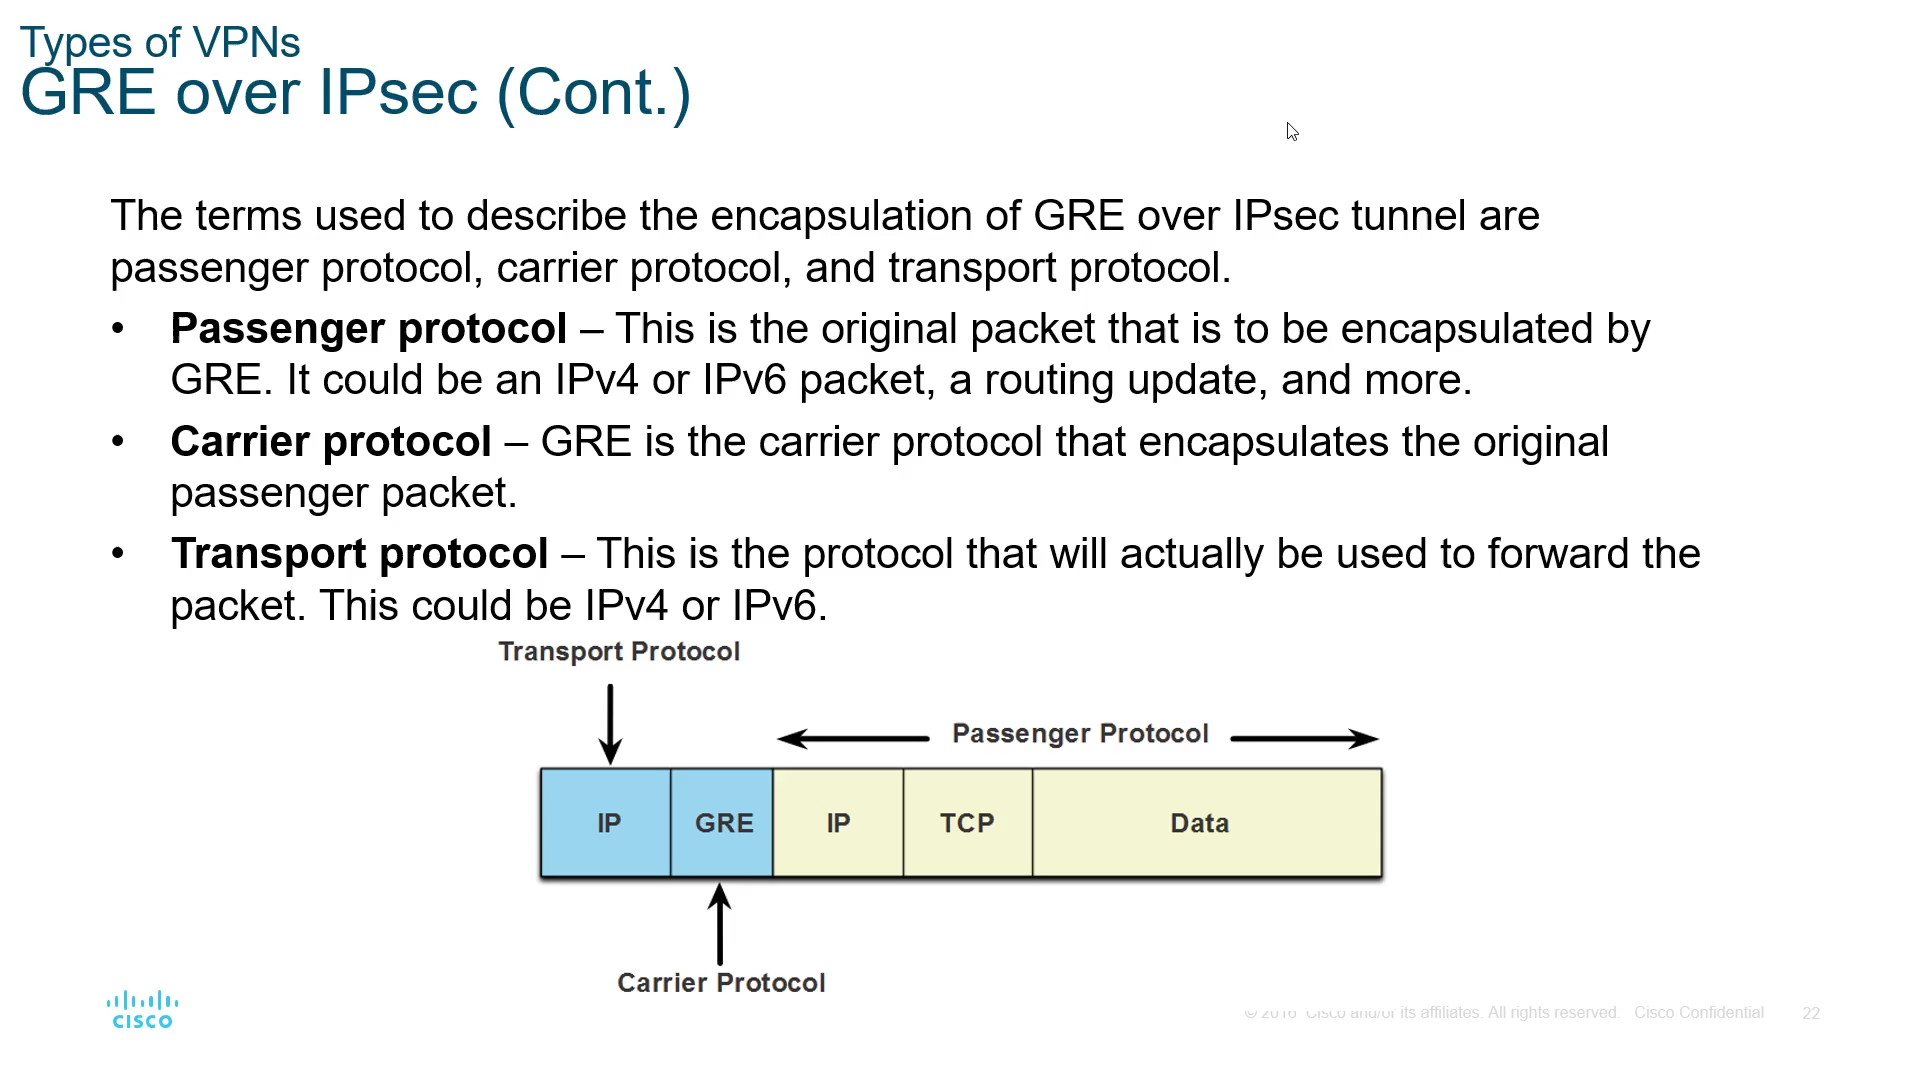 Types of VPNs
GRE over IPsec (Cont.)
The terms used to describe the encapsulation of GRE over IPsec tunnel are
passenger protocol, carrier protocol, and transport protocol.
• Passenger protocol – This is the original packet that is to be encapsulated by
GRE. It could be an IPv4 or IPv6 packet, a routing update, and more.
• Carrier protocol – GRE is the carrier protocol that encapsulates the original
passenger packet.
• Transport protocol – This is the protocol that will actually be used to forward the
packet. This could be IPv4 or IPv6.
Transport Protocol
Passenger Protocol
IP GRE IP TCP Data
Carrier Protocol
CISCO
© 2016 Cisco and/or its affiliates. All rights reserved. Cisco Confidential 22